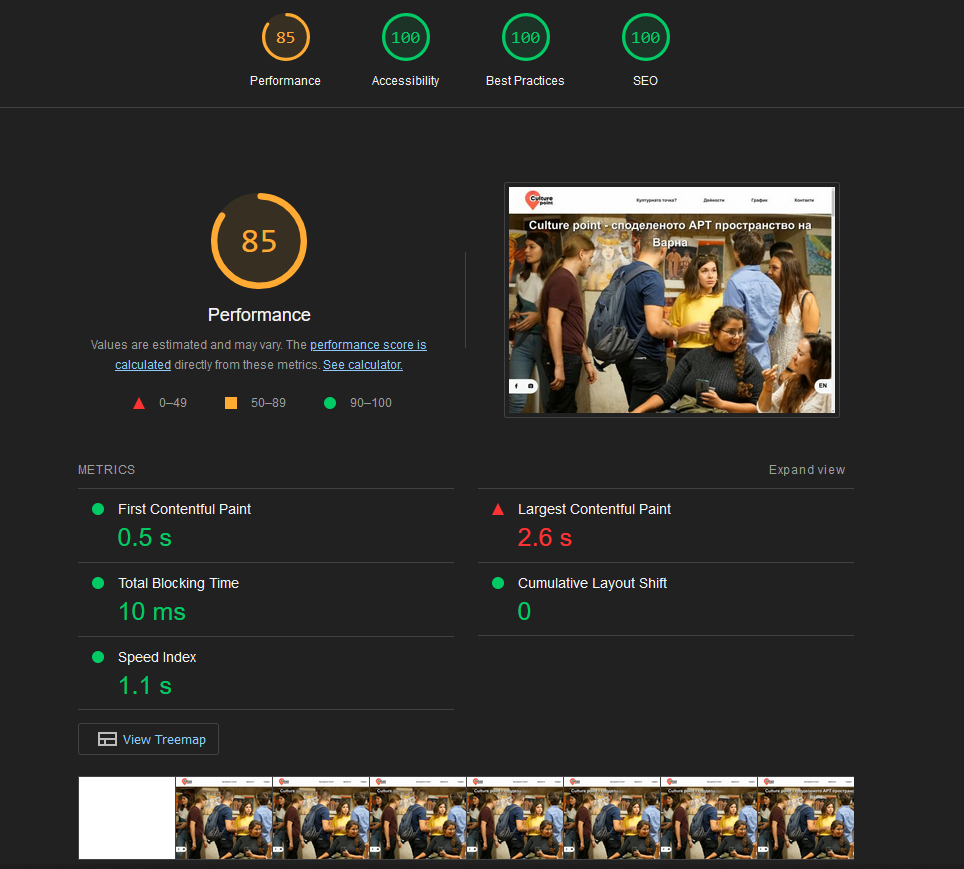 85
100
100
100
Performance
Accessibility
Best Practices
SEO
85
Performance
Values are estimated and may vary. The performance score is
calculated directly from these metrics. See calculator.
0–49
50–89
90–100
Culture
point
Културната точка?
Дейности
График
Контакти
Culture point - споделеното АРТ пространство на
Варна
EN
METRICS
Expand view
First Contentful Paint
0.5 s
Largest Contentful Paint
2.6 s
Total Blocking Time
10 ms
Cumulative Layout Shift
0
Speed Index
1.1 s
View Treemap